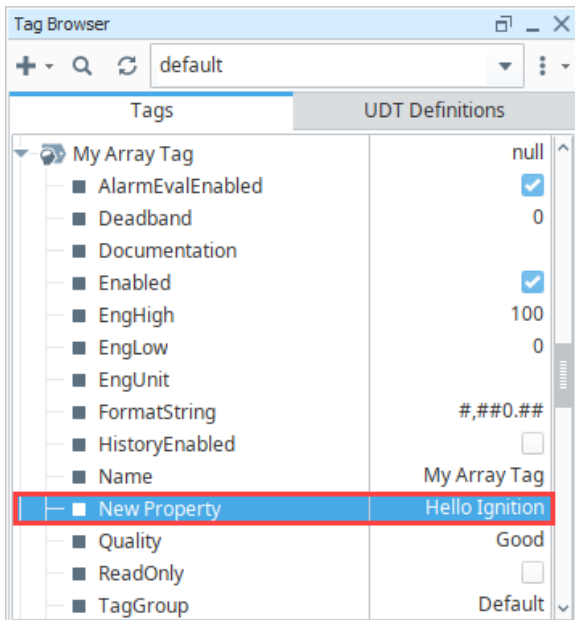 Tag Browser
default
Tags UDT Definitions
My Array Tag null
AlarmEvalEnabled
Deadband 0
Documentation
Enabled
EngHigh 100
EngLow 0
EngUnit
FormatString #,##0.##
HistoryEnabled
Name My Array Tag
New Property Hello Ignition
Quality Good
ReadOnly
TagGroup Default